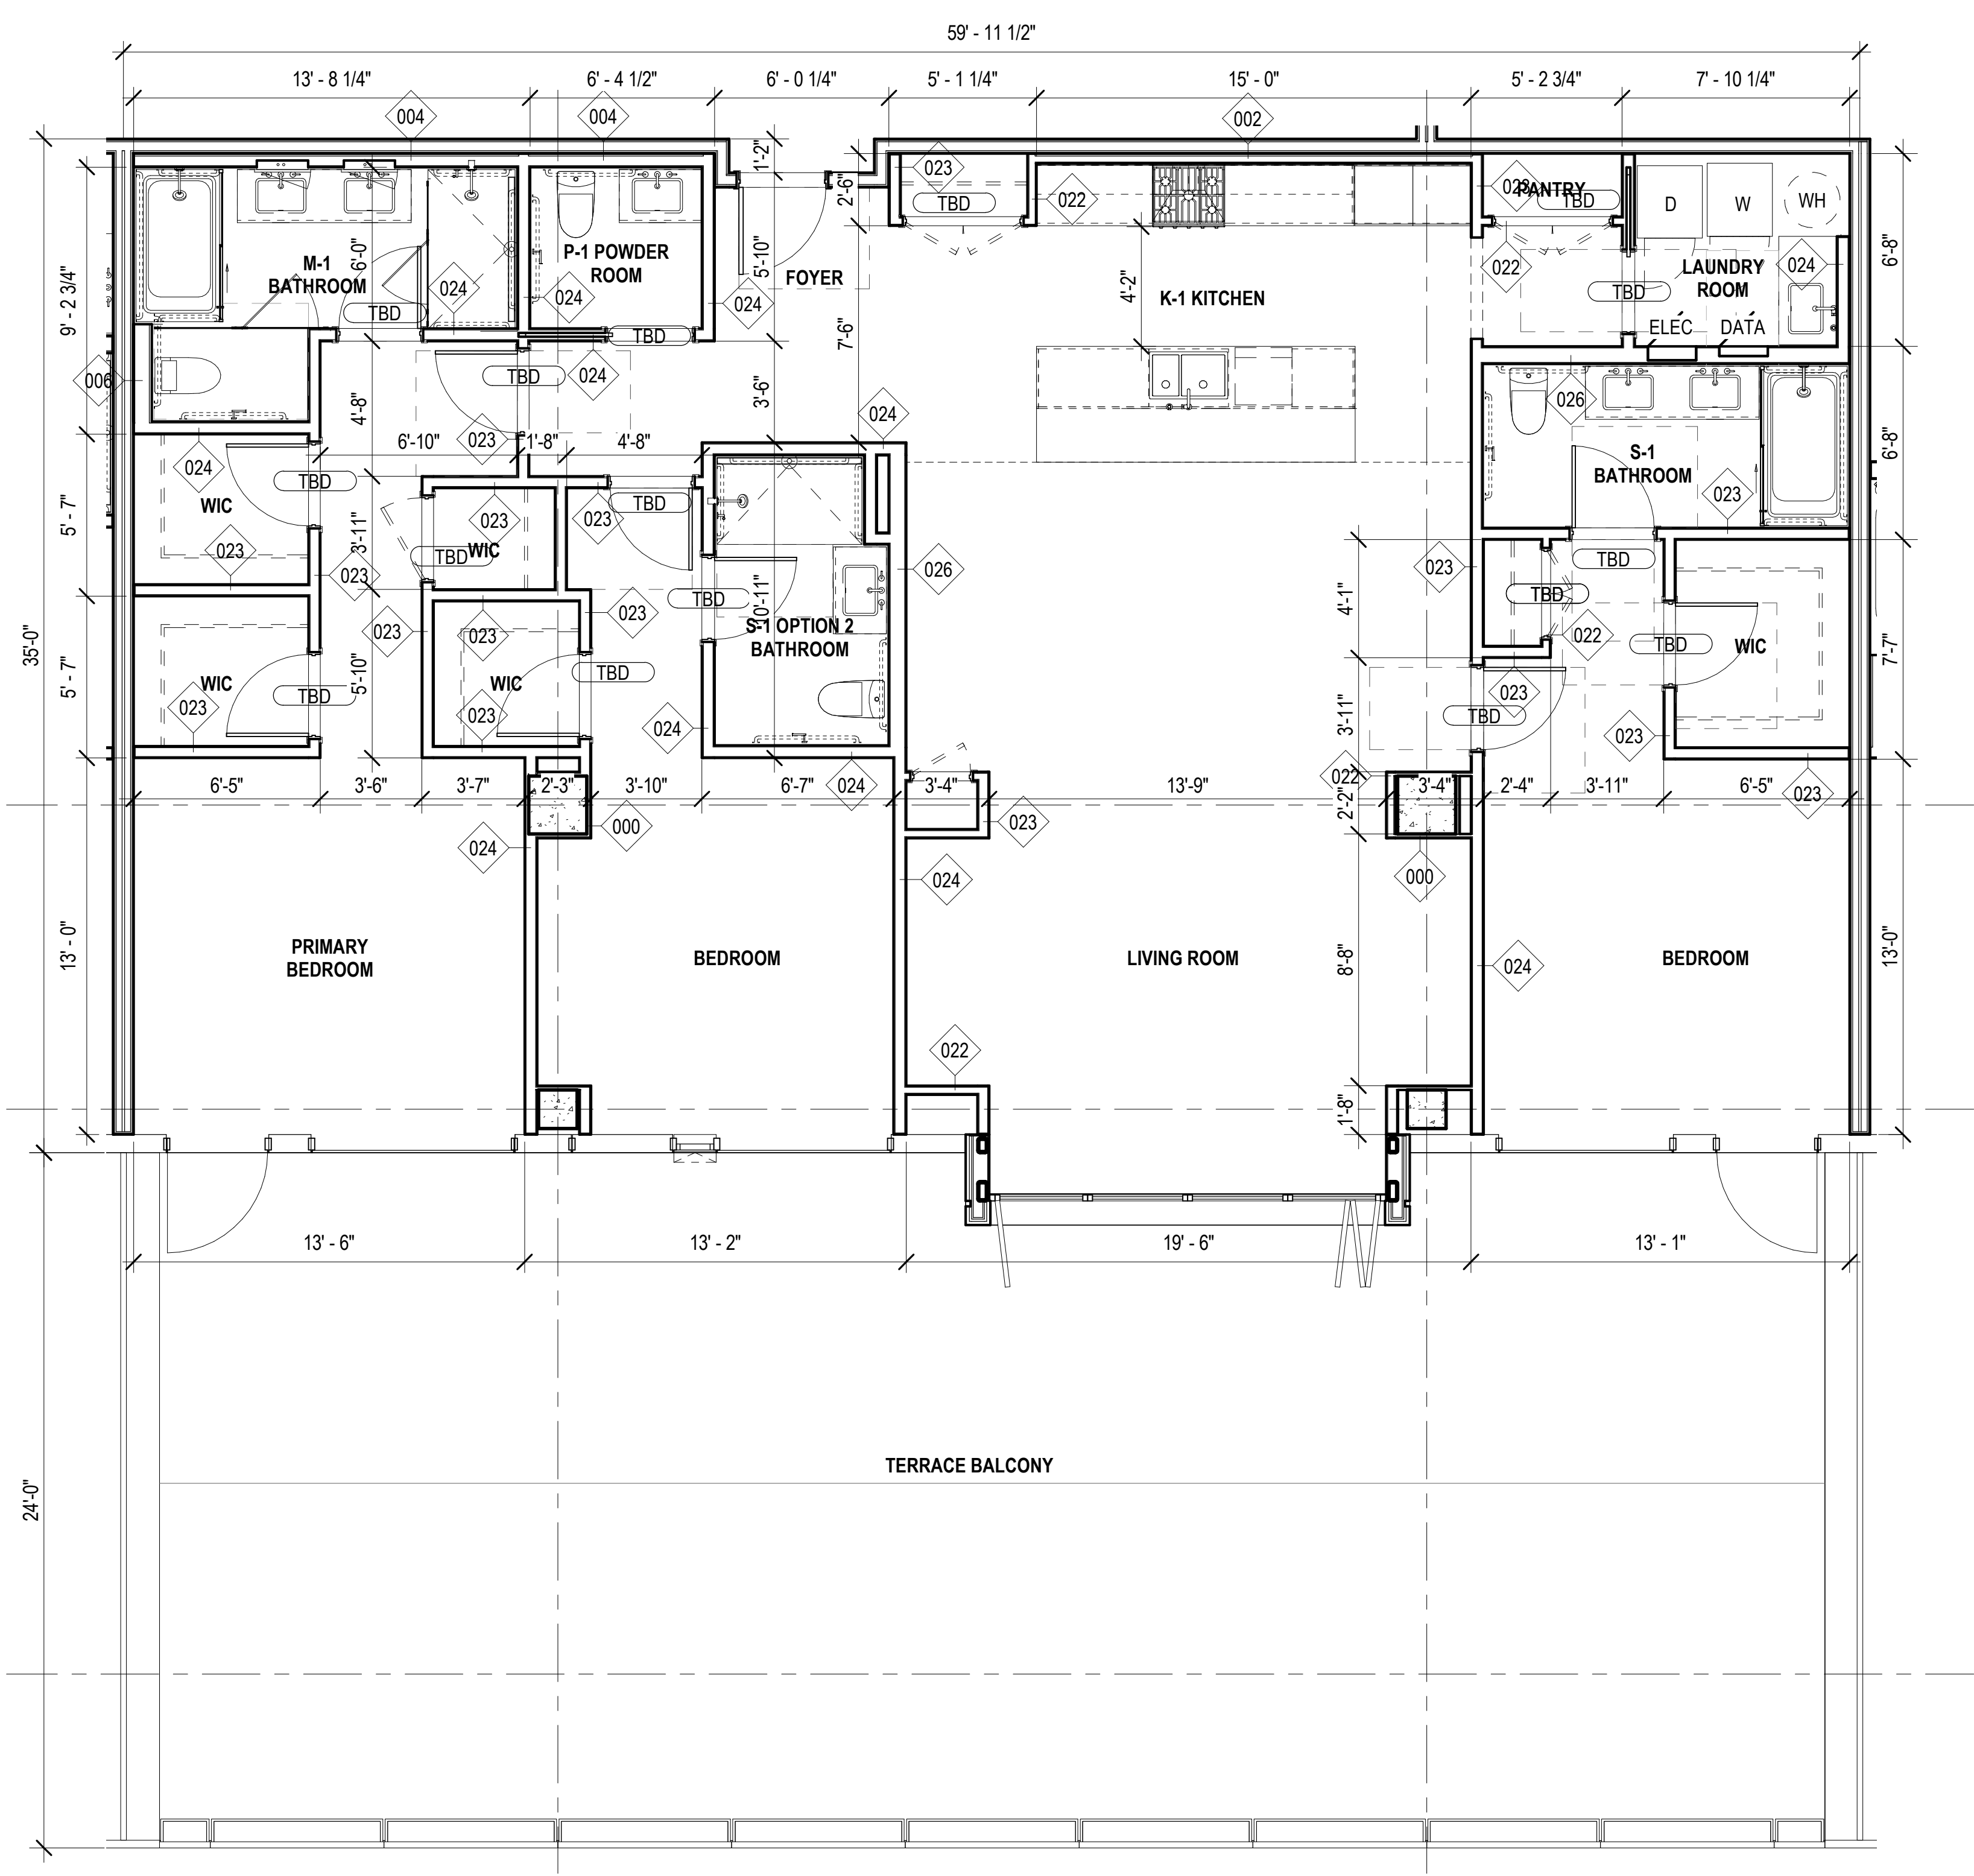 59' - 11 1/2"
13' - 8 1/4"
6' - 4 1/2"
6' - 0 1/4"
5' - 1 1/4"
15' - 0"
5' - 2 3/4"
7' - 10 1/4"
004
004
002
1'-2"
023
2'-6"
TBD
022
PANTRY
TBD
D
W
WH
9' - 2 3/4"
6'-0"
M-1
BATHROOM
024
TBD
P-1 POWDER
ROOM
024
024
TBD
5'-10"
FOYER
7'-6"
4'-2"
K-1 KITCHEN
022
LAUNDRY
ROOM
024
TBD
ELEC
DATA
6'-8"
006
4'-8"
TBD
024
3'-6"
024
026
6'-8"
S-1
BATHROOM
023
6'-10"
023
1'-8"
4'-8"
024
TBD
WIC
5' - 7"
023
023
3'-11"
023
TBD
WIC
023
TBD
026
10'-11"
TBD
S-1 OPTION 2
BATHROOM
023
4'-1"
TBD
TBD
022
TBD
WIC
7'-7"
35'-0"
5' - 7"
WIC
023
TBD
5'-10"
023
023
023
WIC
023
TBD
024
3'-11"
023
TBD
023
6'-5"
3'-6"
3'-7"
2'-3"
3'-10"
6'-7"
024
3'-4"
13'-9"
022
2'-2"
3'-4"
2'-4"
3'-11"
6'-5"
023
024
000
023
024
000
13' - 0"
PRIMARY
BEDROOM
BEDROOM
LIVING ROOM
8'-8"
024
BEDROOM
13'-0"
022
1'-8"
13' - 6"
13' - 2"
19' - 6"
13' - 1"
TERRACE BALCONY
24'-0"